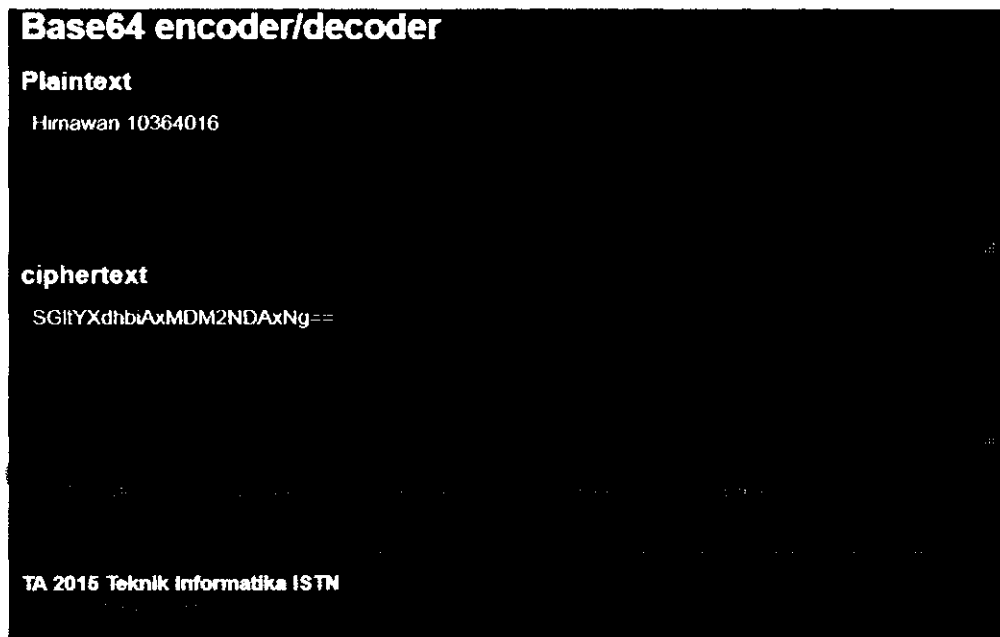 Base64 encoder/decoder
Plaintext
Himawan 10364016
ciphertext
SGltYXdhbiAxMDM2NDAxNg==
TA 2015 Teknik Informatika ISTN